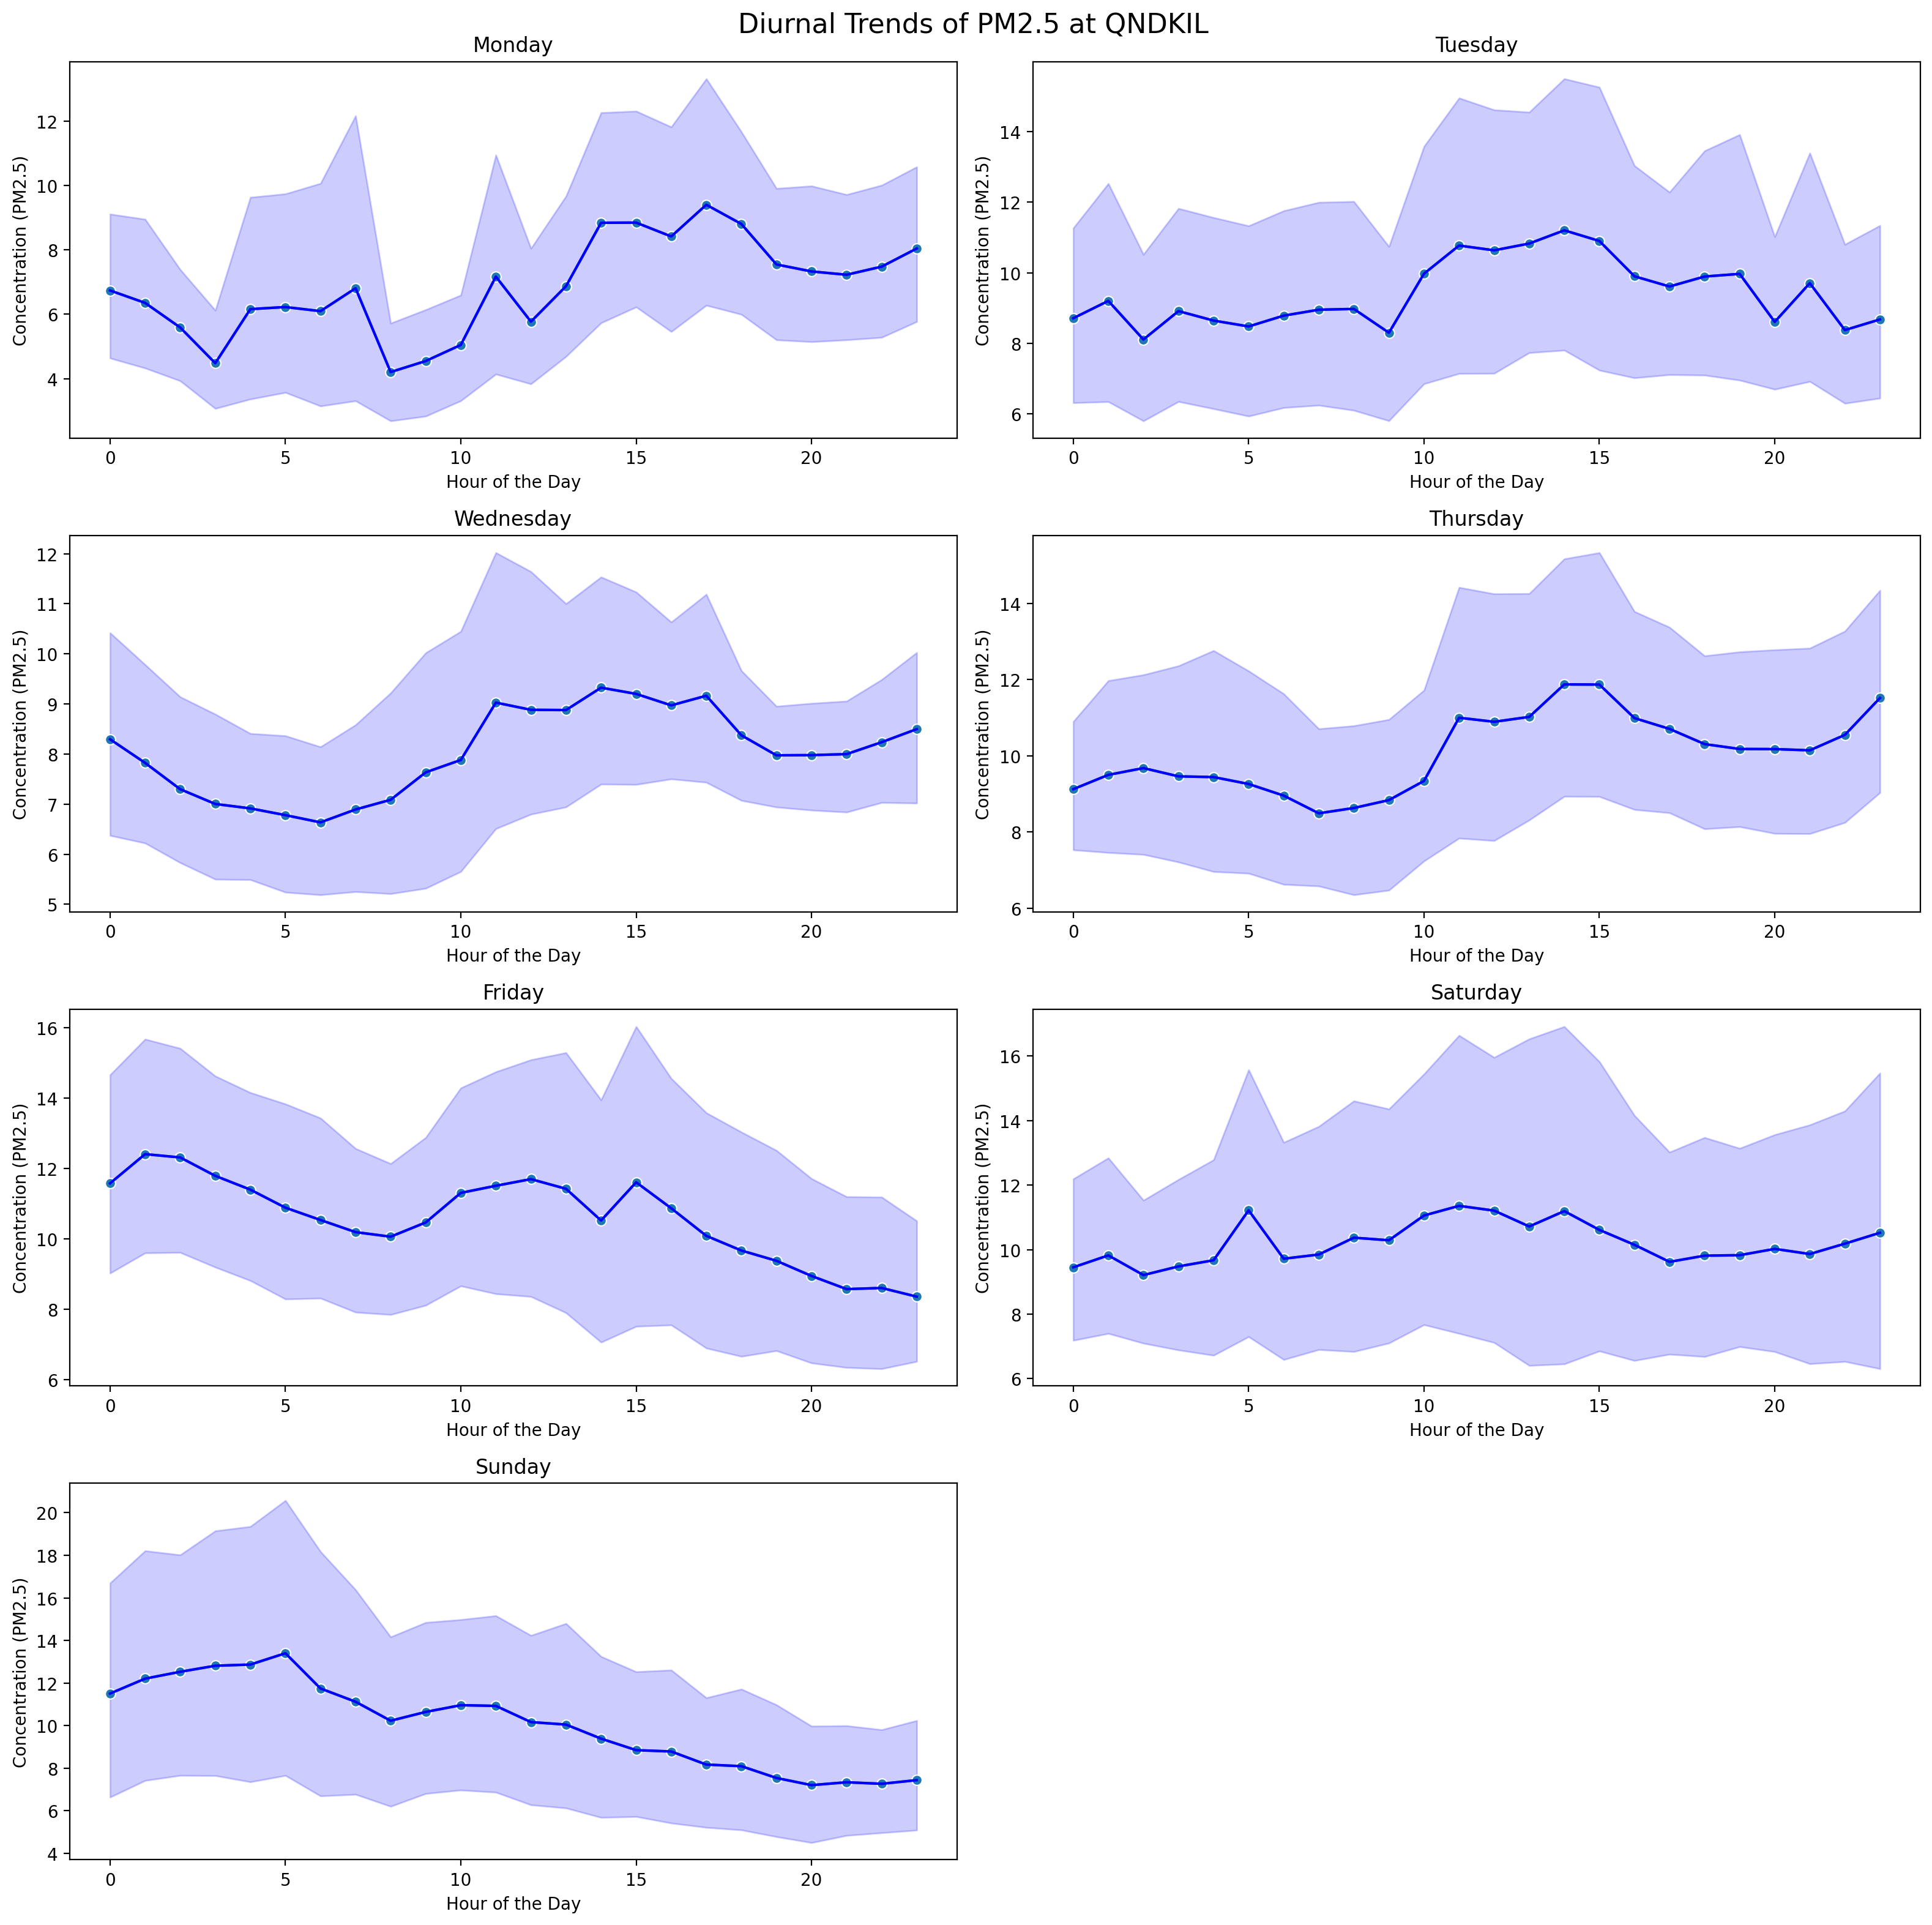 Diurnal Trends of PM2.5 at QNDKIL
Monday
Concentration (PM2.5)
12
10
8
6
4
0 5 10 15 20
Hour of the Day
Tuesday
Concentration (PM2.5)
14
12
10
8
6
0 5 10 15 20
Hour of the Day
Wednesday
Concentration (PM2.5)
12
11
10
9
8
7
6
5
0 5 10 15 20
Hour of the Day
Thursday
Concentration (PM2.5)
14
12
10
8
6
0 5 10 15 20
Hour of the Day
Friday
Concentration (PM2.5)
16
14
12
10
8
6
0 5 10 15 20
Hour of the Day
Saturday
Concentration (PM2.5)
16
14
12
10
8
6
0 5 10 15 20
Hour of the Day
Sunday
Concentration (PM2.5)
20
18
16
14
12
10
8
6
4
0 5 10 15 20
Hour of the Day